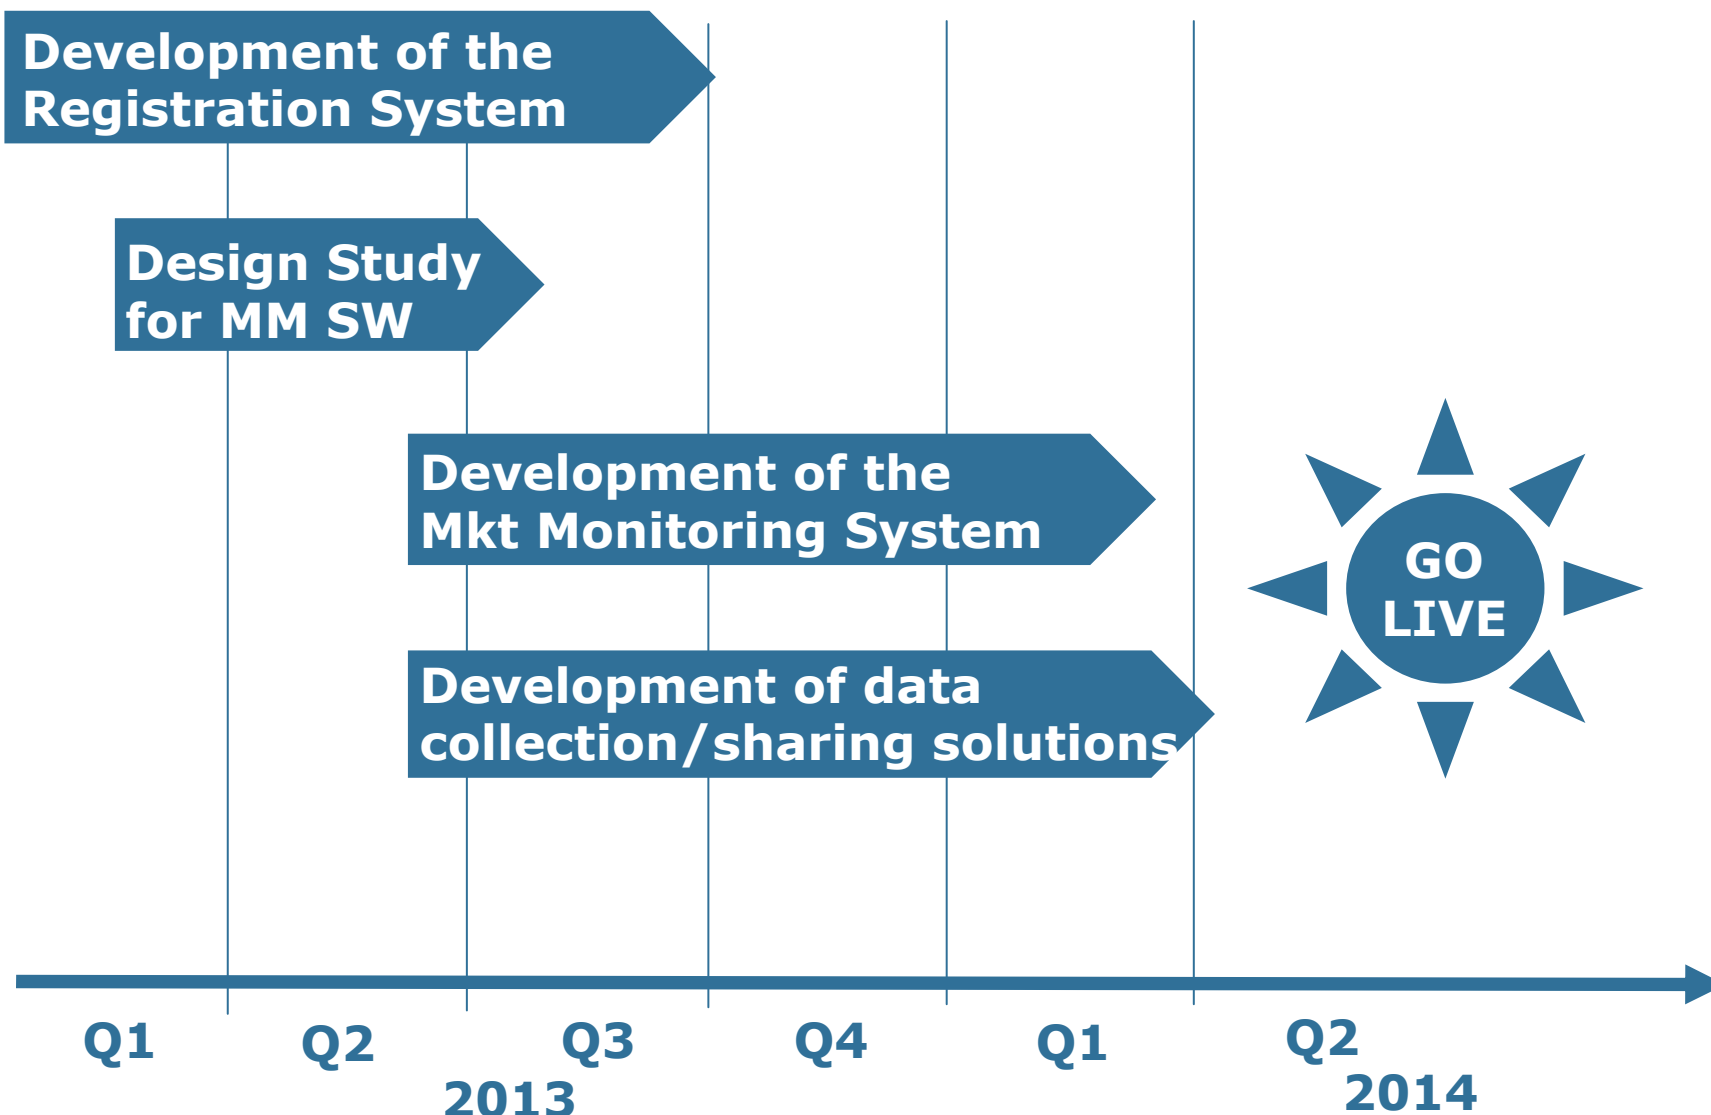 Development of the
Registration System
Design Study
for MM SW
Development of the
Mkt Monitoring System
GO
LIVE
Development of data
collection/sharing solutions
Q1
Q2
Q3
Q4
Q1
Q2
2013
2014